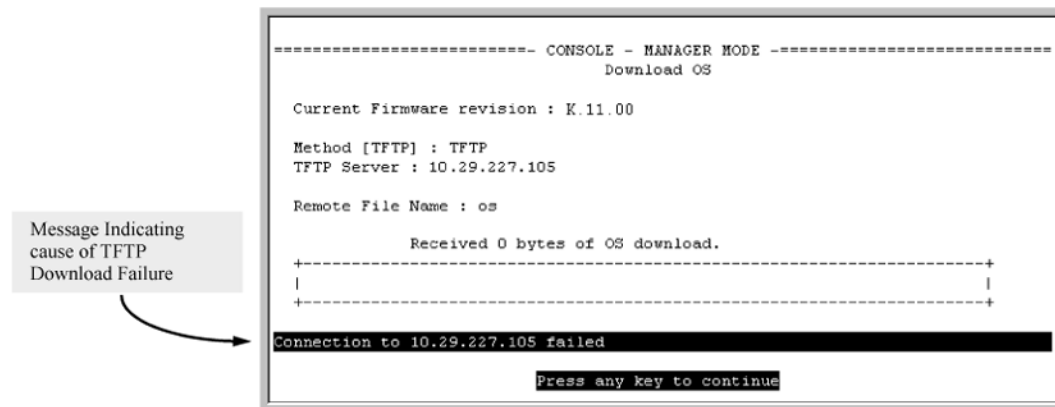 ===========================- CONSOLE - MANAGER MODE -============================
Download OS
Current Firmware revision : K.11.00
Method [TFTP] : TFTP
TFTP Server : 10.29.227.105
Remote File Name : os
Received 0 bytes of OS download.
Message Indicating
cause of TFTP
Download Failure
Connection to 10.29.227.105 failed
Press any key to continue